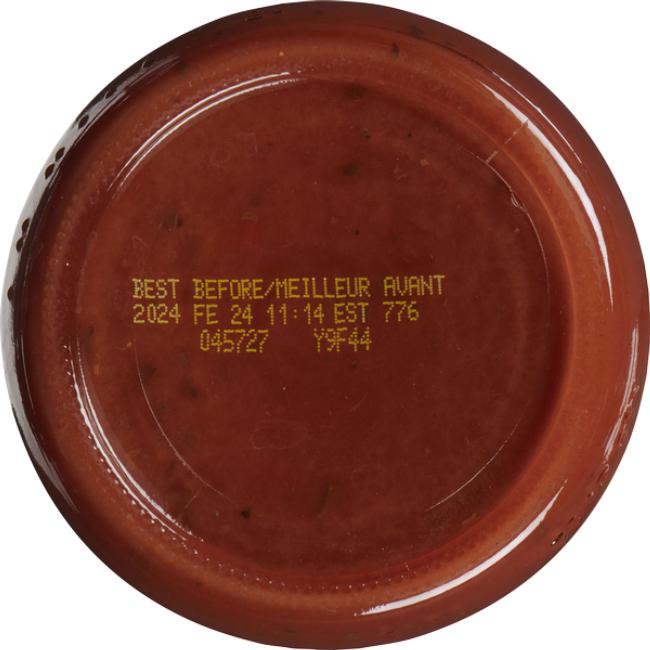 BEST BEFORE/MEILLEUR AVANT
2024 FE 24 11:14 EST 776
045727 Y9F44